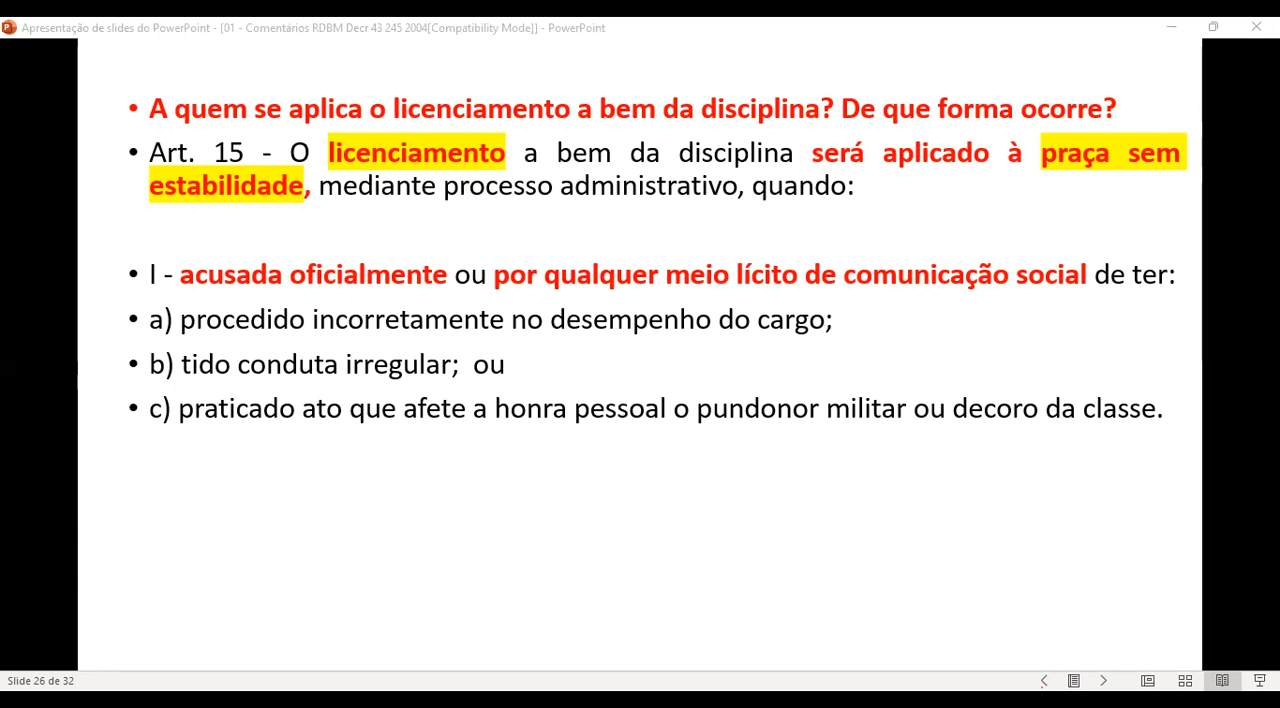 Apresentação de slides do PowerPoint - [01 - Comentários RDBM Decr 43 245 2004[Compatibility Mode]] - PowerPoint
• A quem se aplica o licenciamento a bem da disciplina? De que forma ocorre?
• Art. 15 - O licenciamento a bem da disciplina será aplicado à praça sem
estabilidade, mediante processo administrativo, quando:
• I - acusada oficialmente ou por qualquer meio lícito de comunicação social de ter:
• a) procedido incorretamente no desempenho do cargo;
• b) tido conduta irregular;  ou
• c) praticado ato que afete a honra pessoal o pundonor militar ou decoro da classe.
Slide 26 de 32